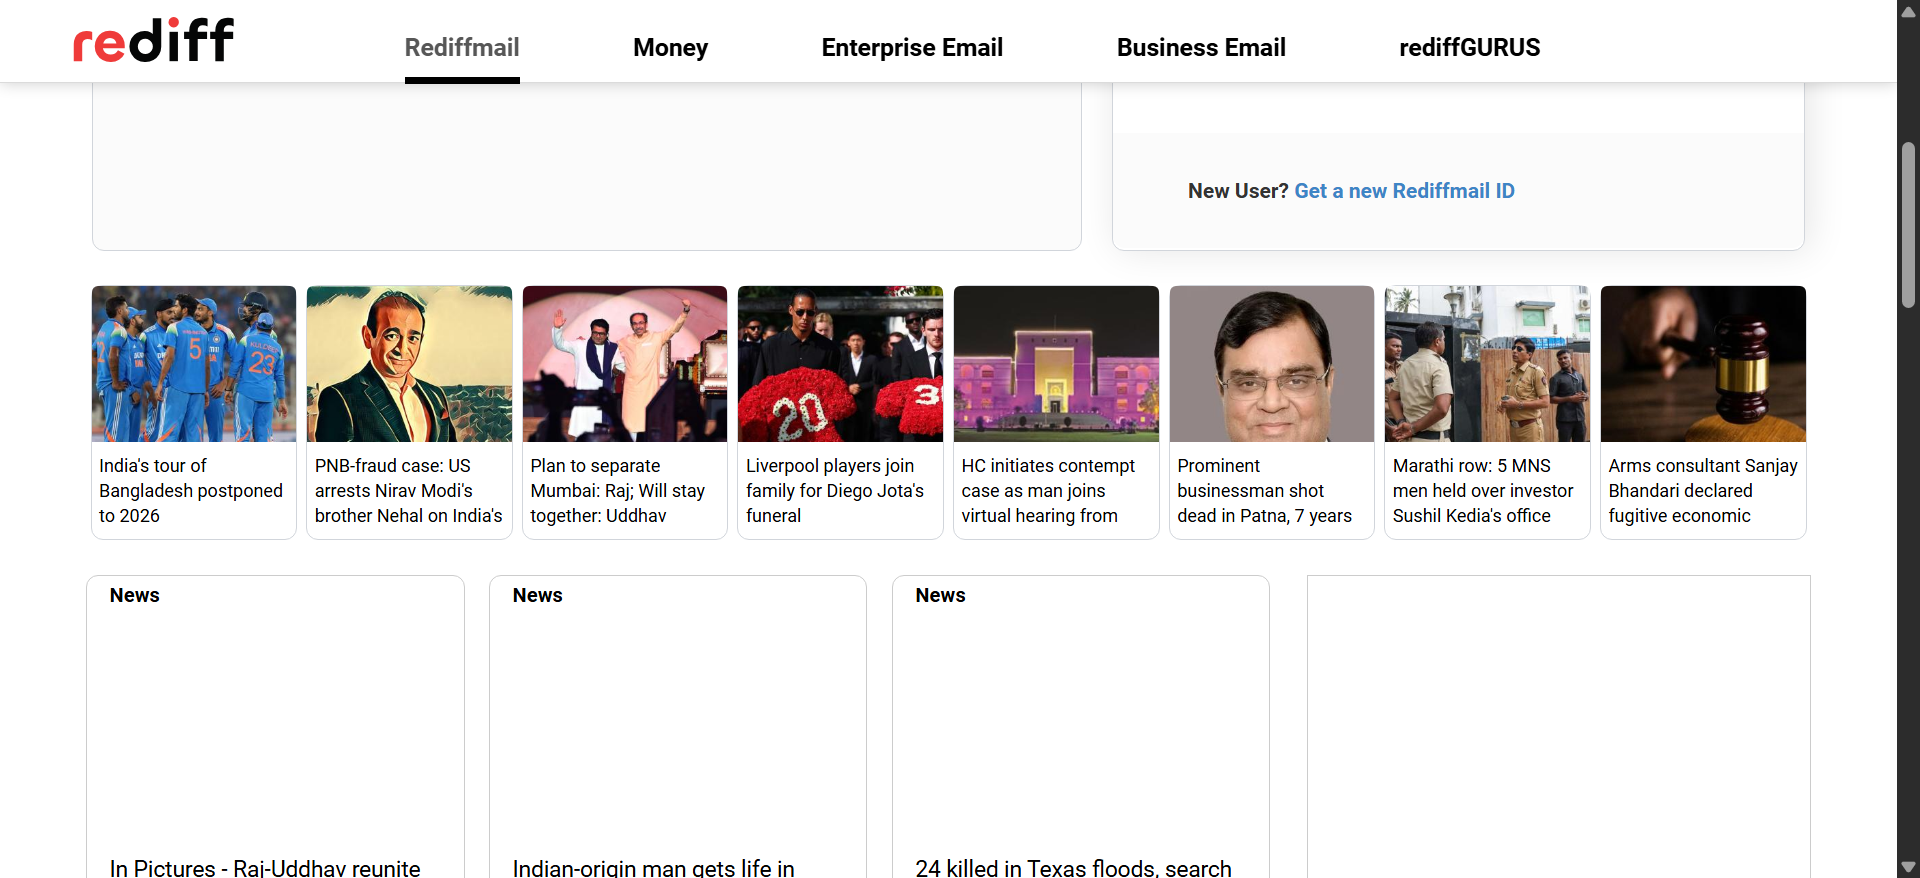 rediff
Rediffmail
Money
Enterprise Email
Business Email
rediffGURUS
New User? Get a new Rediffmail ID
5
23
20
3
India's tour of
Bangladesh postponed
to 2026
PNB-fraud case: US
arrests Nirav Modi's
brother Nehal on India's
Plan to separate
Mumbai: Raj; Will stay
together: Uddhav
Liverpool players join
family for Diego Jota's
funeral
HC initiates contempt
case as man joins
virtual hearing from
Prominent
businessman shot
dead in Patna, 7 years
Marathi row: 5 MNS
men held over investor
Sushil Kedia's office
Arms consultant Sanjay
Bhandari declared
fugitive economic
News
In Pictures - Raj-Uddhav reunite
News
Indian-origin man gets life in
News
24 killed in Texas floods, search